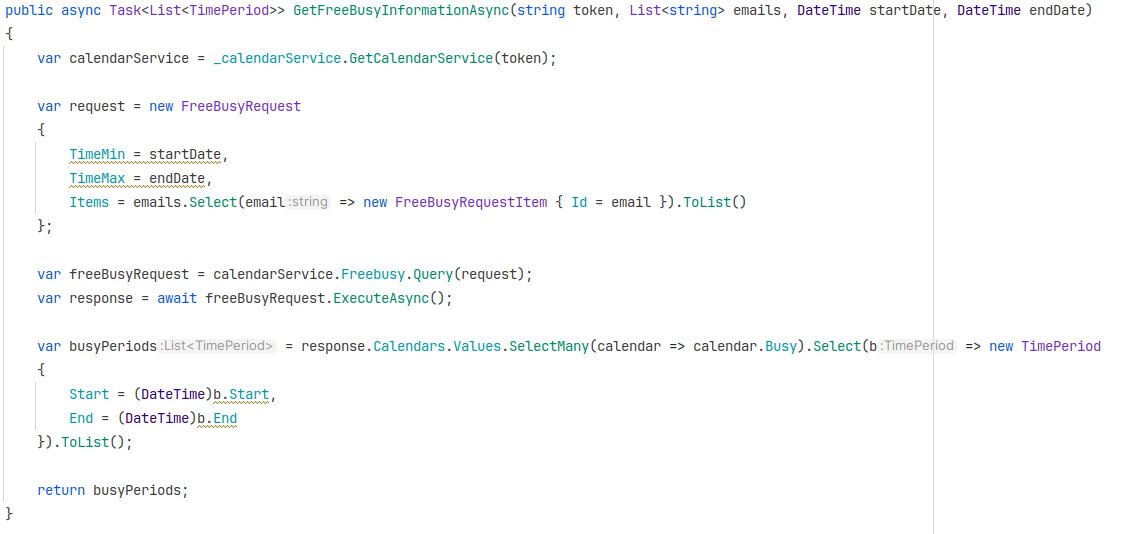 public async Task<List<TimePeriod>> GetFreeBusyInformationAsync(string token, List<string> emails, DateTime startDate, DateTime endDate)
{
    var calendarService = _calendarService.GetCalendarService(token);

    var request = new FreeBusyRequest
    {
        TimeMin = startDate,
        TimeMax = endDate,
        Items = emails.Select(email :string => new FreeBusyRequestItem { Id = email }).ToList()
    };

    var freeBusyRequest = calendarService.Freebusy.Query(request);
    var response = await freeBusyRequest.ExecuteAsync();

    var busyPeriods :List<TimePeriod> = response.Calendars.Values.SelectMany(calendar => calendar.Busy).Select(b :TimePeriod => new TimePeriod
    {
        Start = (DateTime)b.Start,
        End = (DateTime)b.End
    }).ToList();

    return busyPeriods;
}